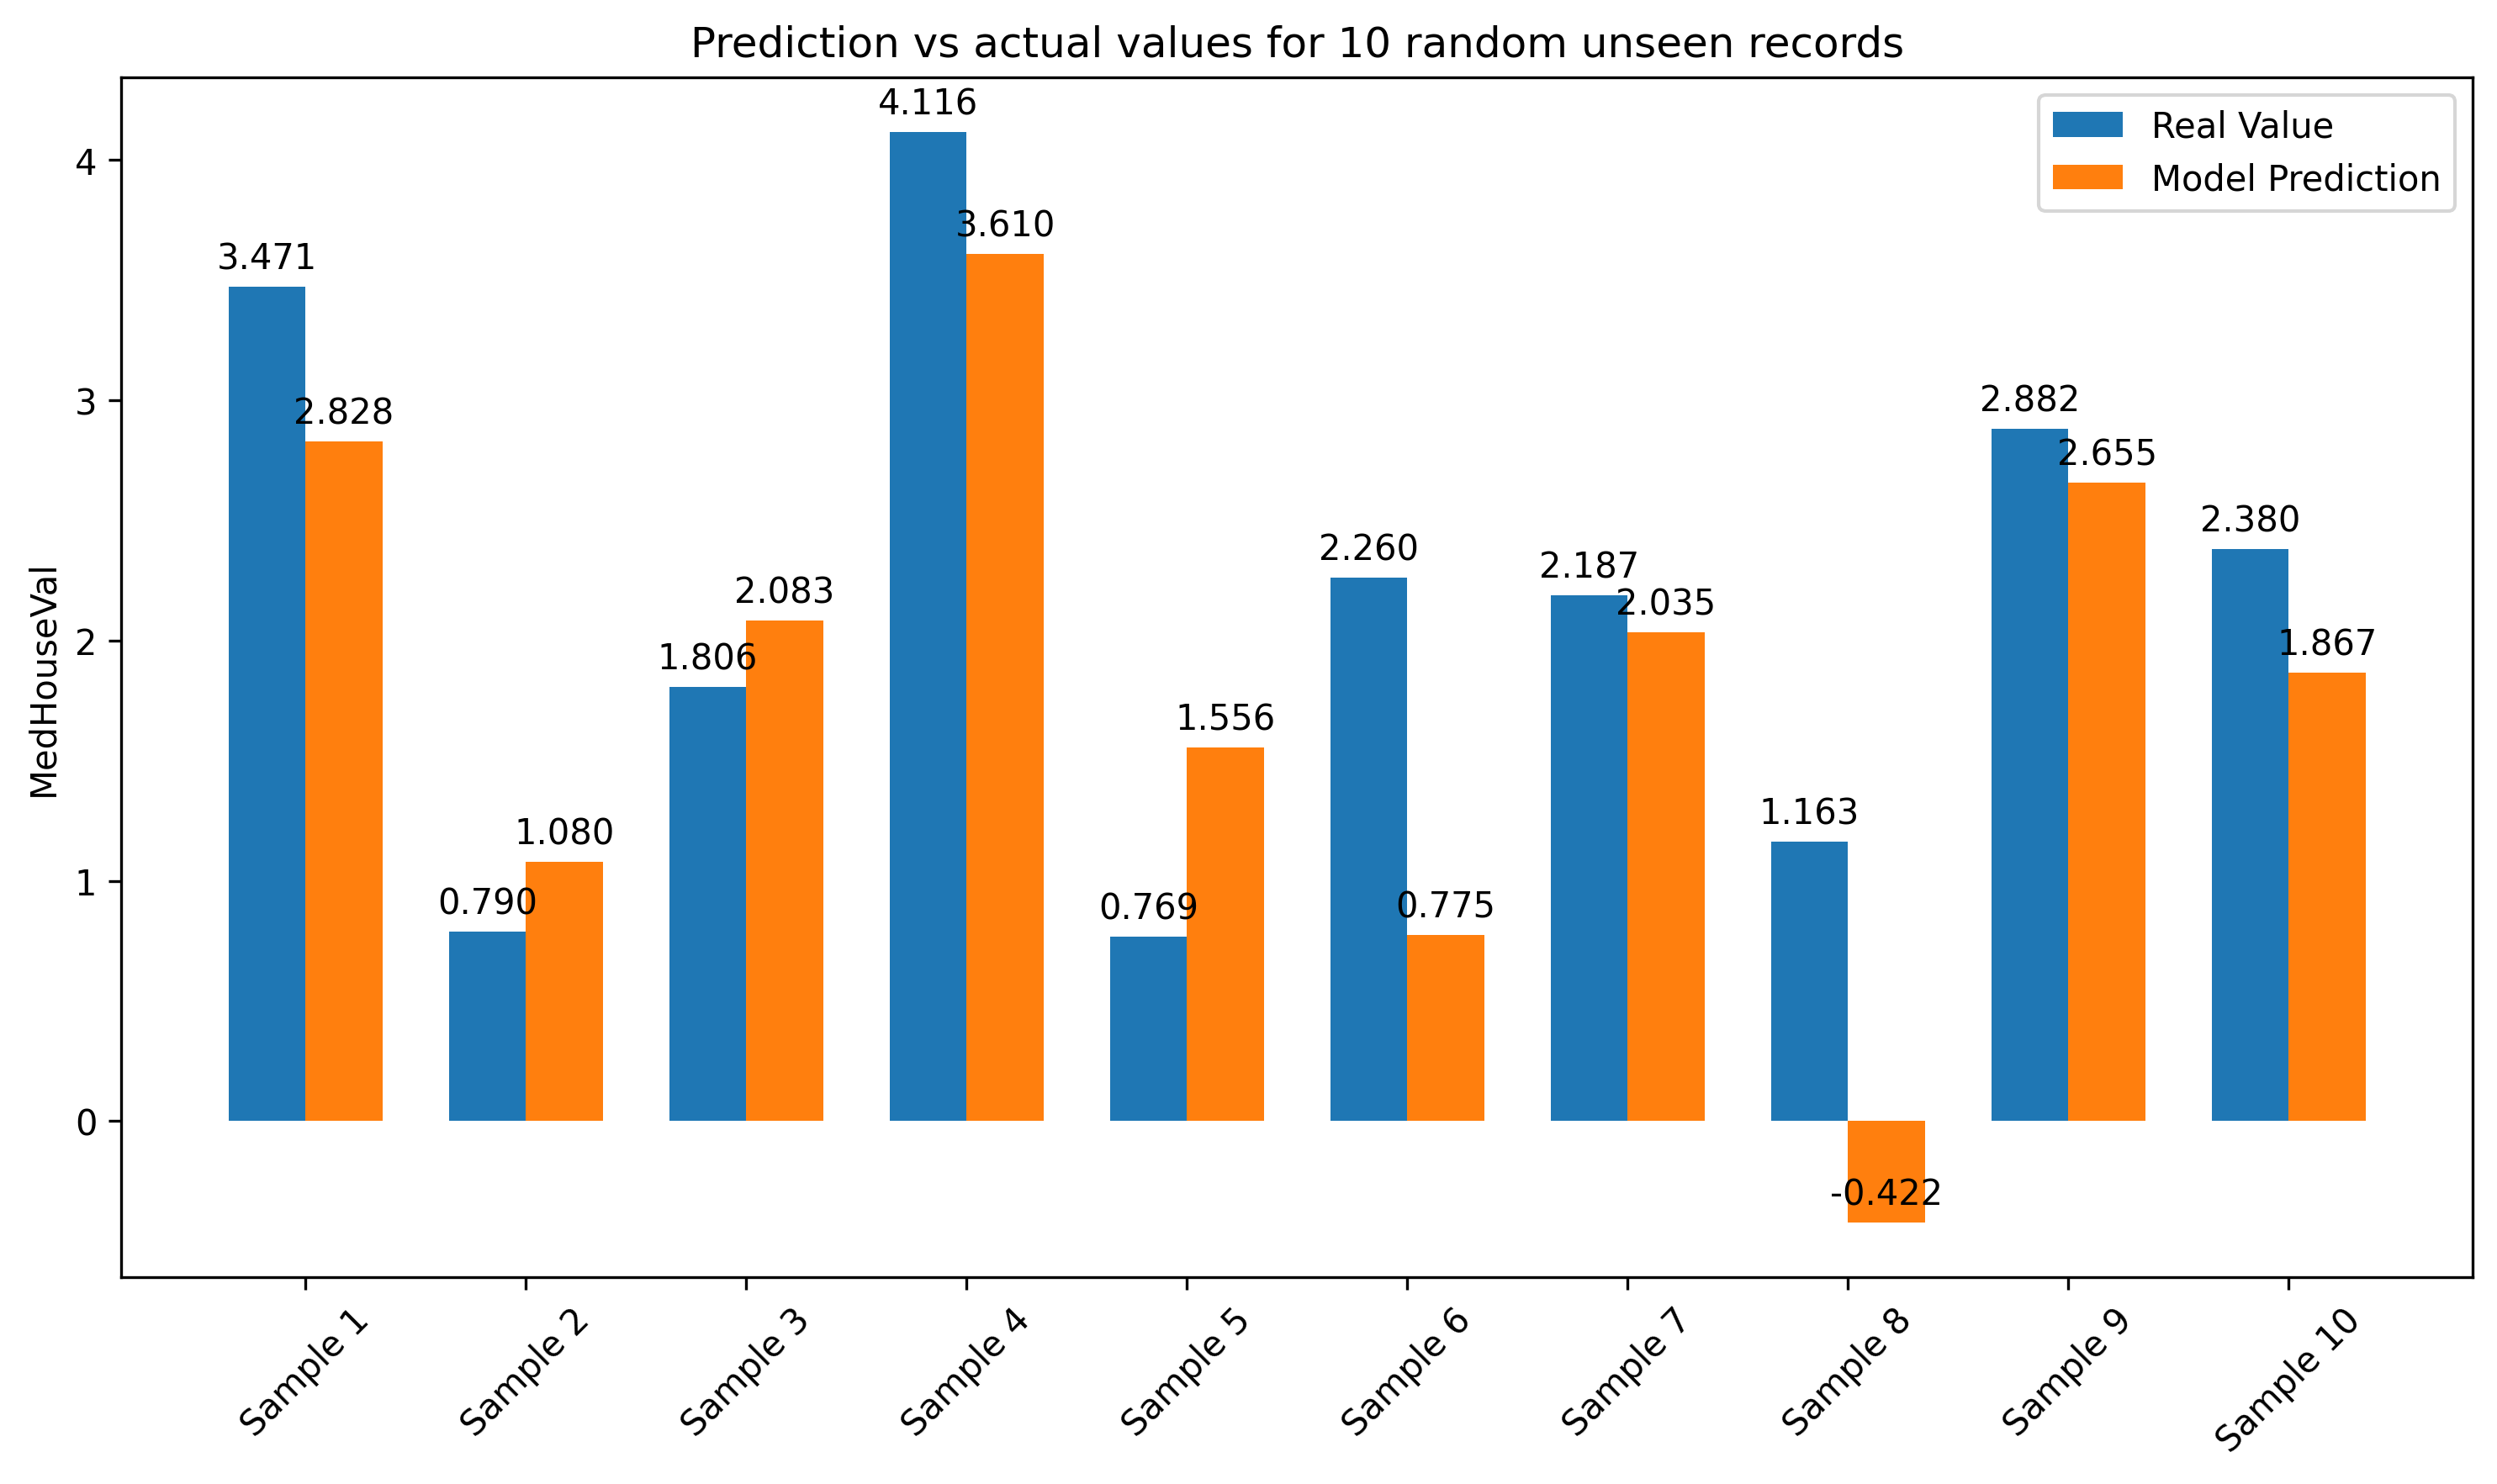 Prediction vs actual values for 10 random unseen records
Real Value
Model Prediction
MedHouseVal
4
3
2
1
0
3.471
2.828
0.790
1.080
1.806
2.083
4.116
3.610
0.769
1.556
2.260
0.775
2.187
2.035
1.163
-0.422
2.882
2.655
2.380
1.867
Sample 1
Sample 2
Sample 3
Sample 4
Sample 5
Sample 6
Sample 7
Sample 8
Sample 9
Sample 10